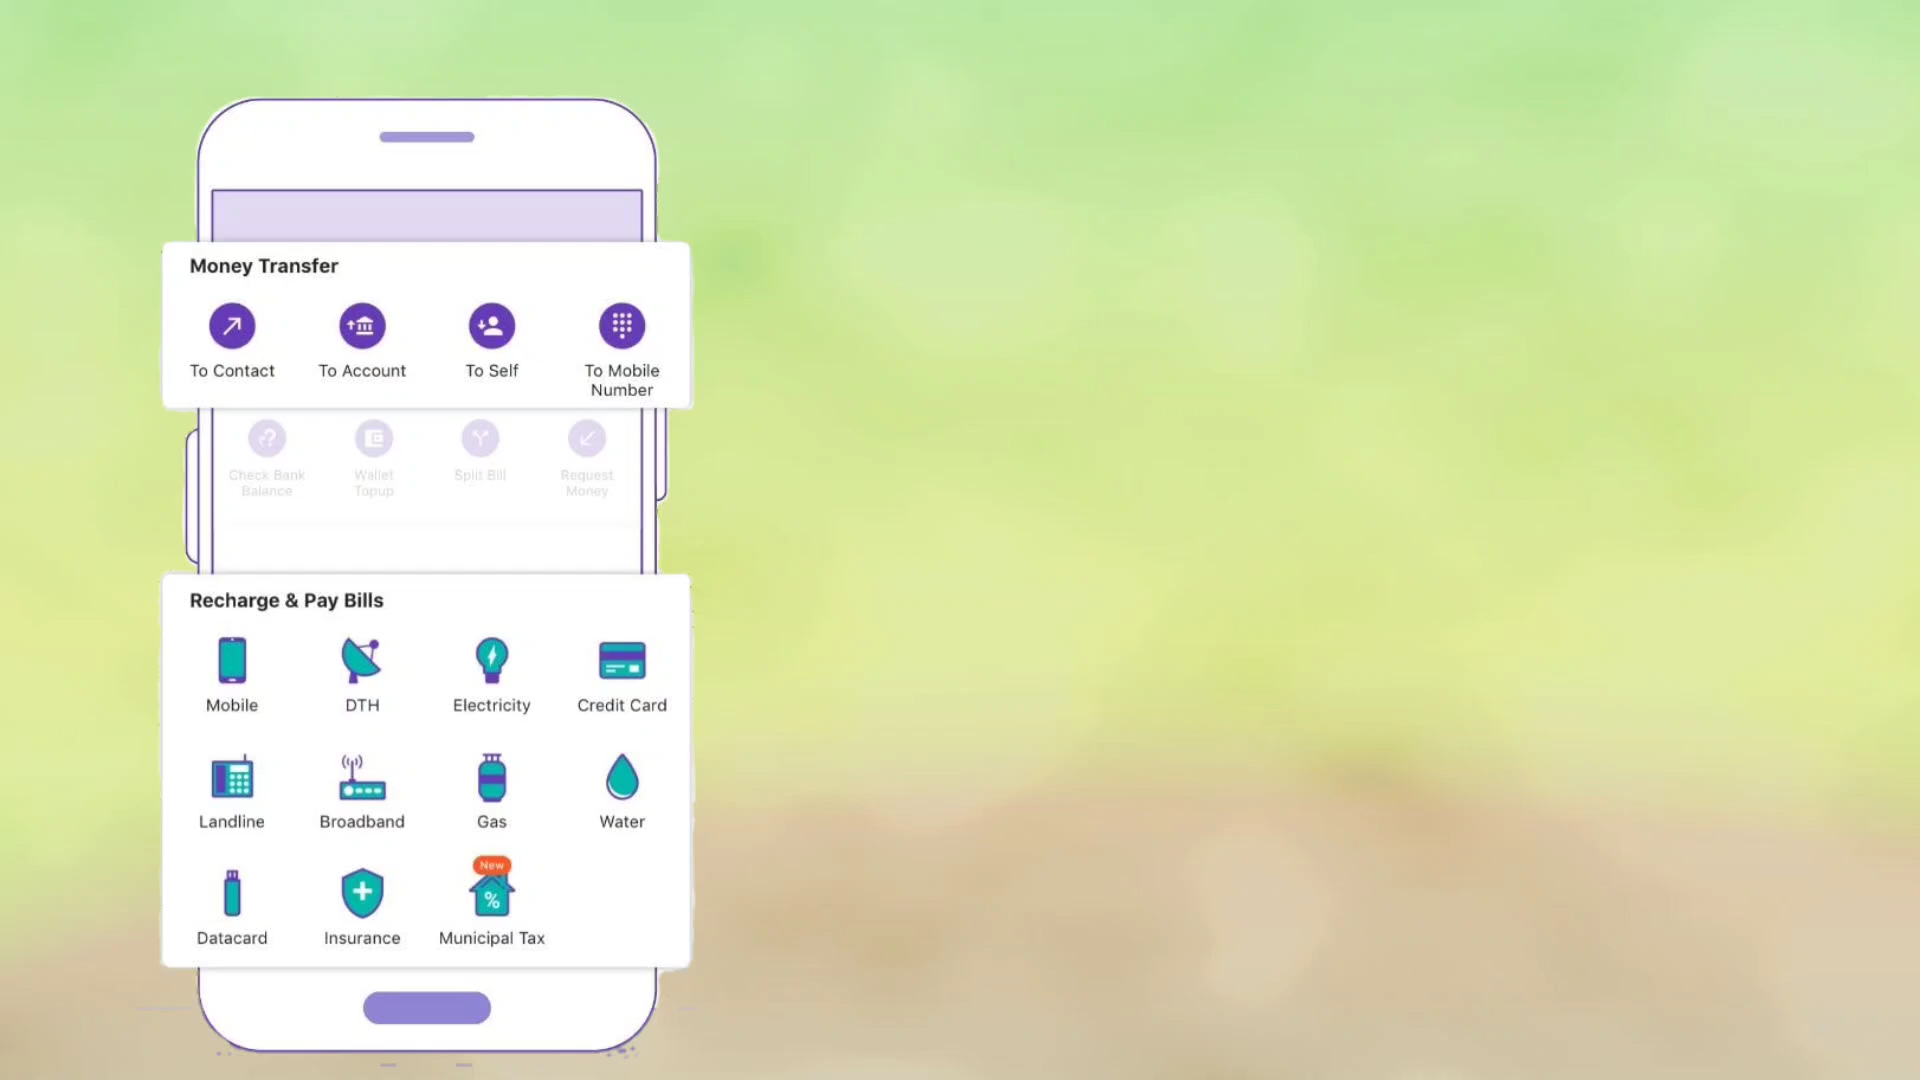 Money Transfer
To Contact To Account To Self To Mobile
Number
Check Bank Wallet Split Bill Request
Balance Topup Money
Recharge & Pay Bills
Mobile DTH Electricity Credit Card
Landline Broadband Gas Water
New
%
Datacard Insurance Municipal Tax